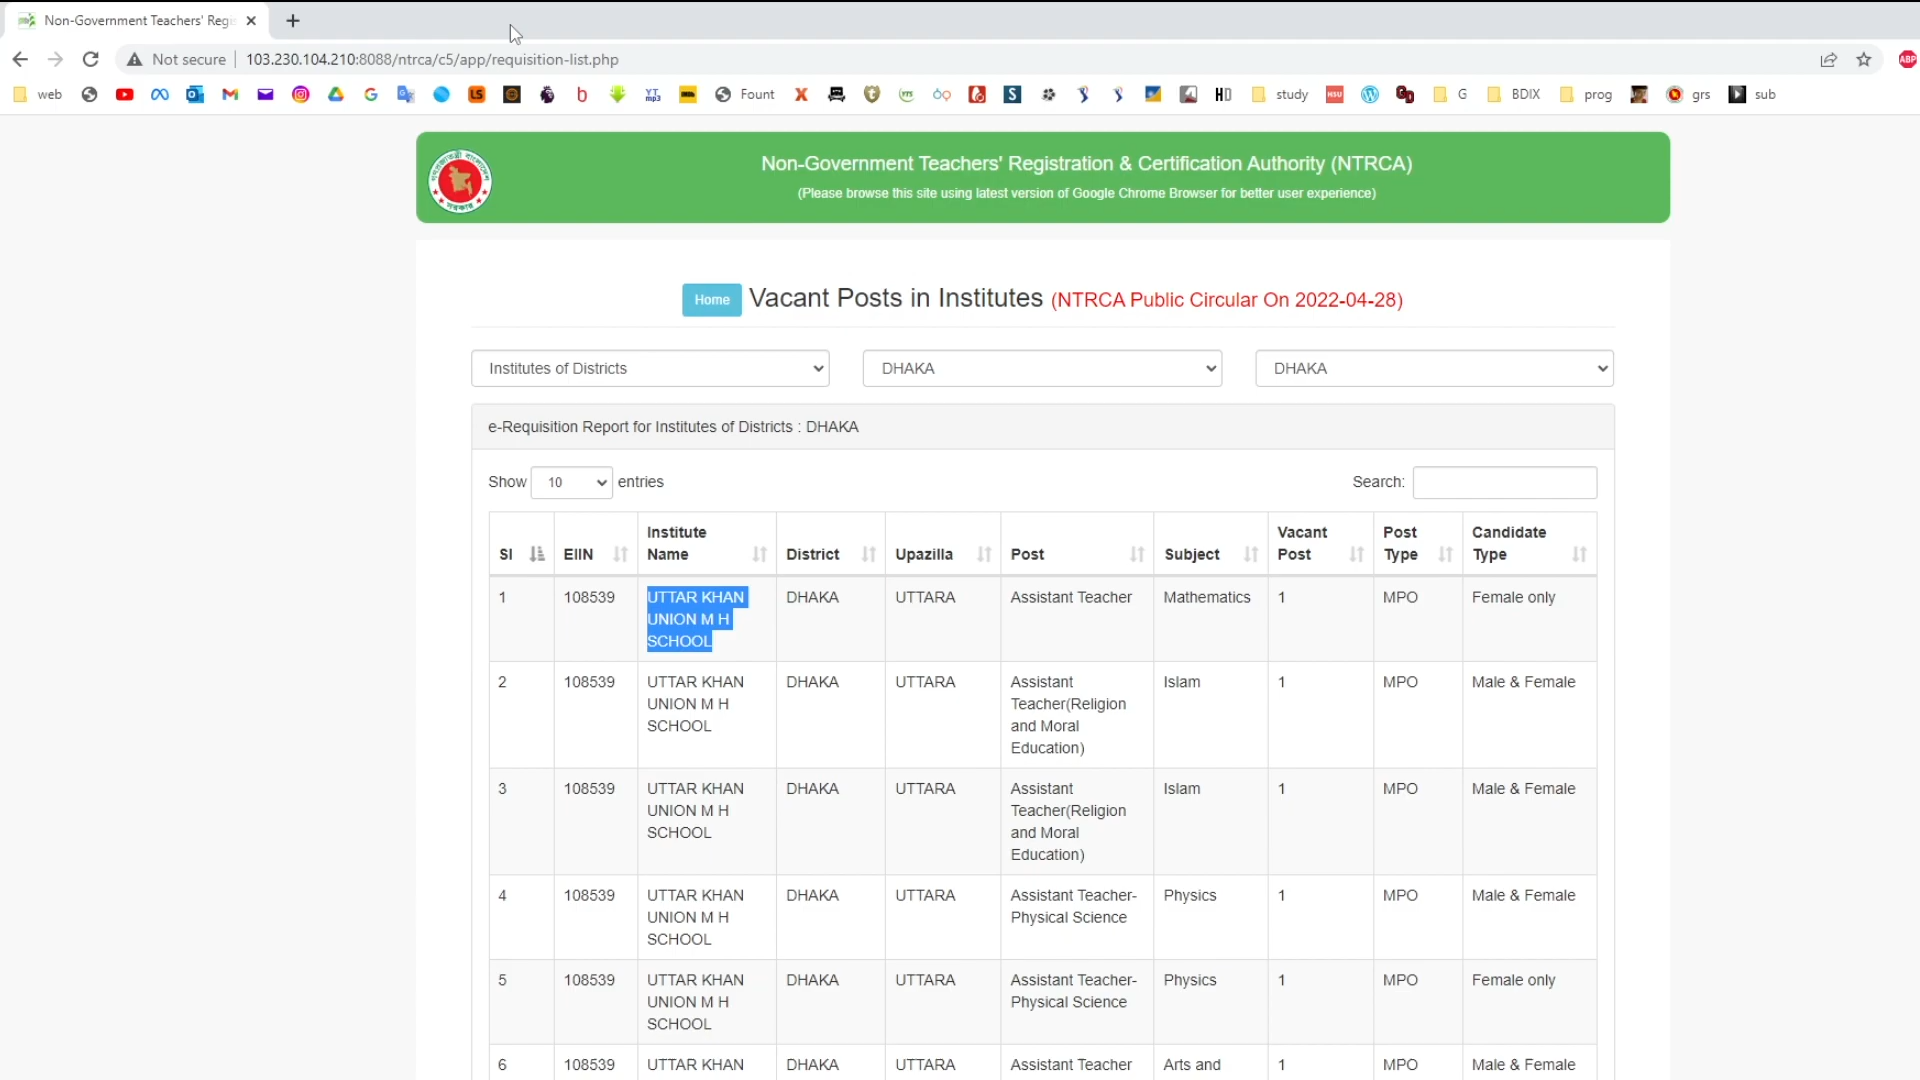 Non-Government Teachers' Reg
Not secure 103.230.104.210:8088/ntrca/c5/app/requisition-list.php
ABP
web YT mp3 Fount HD study NSU G BDIX prog grs sub
Non-Government Teachers' Registration & Certification Authority (NTRCA)
(Please browse this site using latest version of Google Chrome Browser for better user experience)
Home Vacant Posts in Institutes (NTRCA Public Circular On 2022-04-28)
Institutes of Districts DHAKA DHAKA
e-Requisition Report for Institutes of Districts : DHAKA
Show 10 entries Search:
Sl EIIN Institute Name District Upazilla Post Subject Vacant Post Post Type Candidate Type
1 108539 UTTAR KHAN UNION M H SCHOOL DHAKA UTTARA Assistant Teacher Mathematics 1 MPO Female only
2 108539 UTTAR KHAN UNION M H SCHOOL DHAKA UTTARA Assistant Teacher(Religion and Moral Education) Islam 1 MPO Male & Female
3 108539 UTTAR KHAN UNION M H SCHOOL DHAKA UTTARA Assistant Teacher(Religion and Moral Education) Islam 1 MPO Male & Female
4 108539 UTTAR KHAN UNION M H SCHOOL DHAKA UTTARA Assistant Teacher-Physical Science Physics 1 MPO Male & Female
5 108539 UTTAR KHAN UNION M H SCHOOL DHAKA UTTARA Assistant Teacher-Physical Science Physics 1 MPO Female only
6 108539 UTTAR KHAN DHAKA UTTARA Assistant Teacher Arts and 1 MPO Male & Female